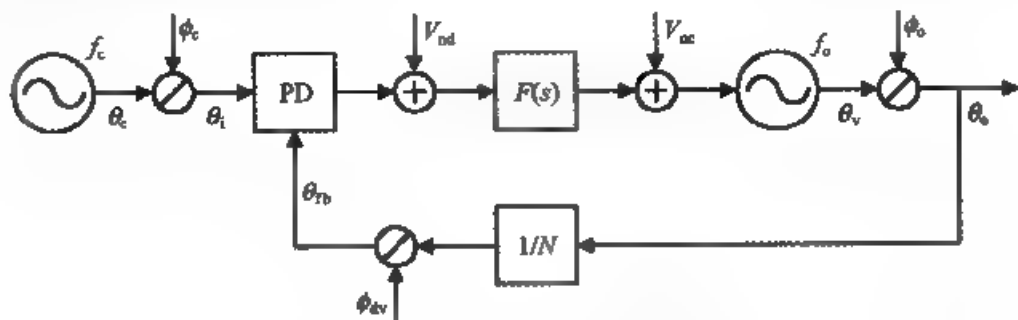 f_c
ϕ_c
θ_c
θ_i
PD
V_nd
F(s)
V_nc
f_o
θ_v
ϕ_o
θ_o
θ_fb
ϕ_dv
1/N